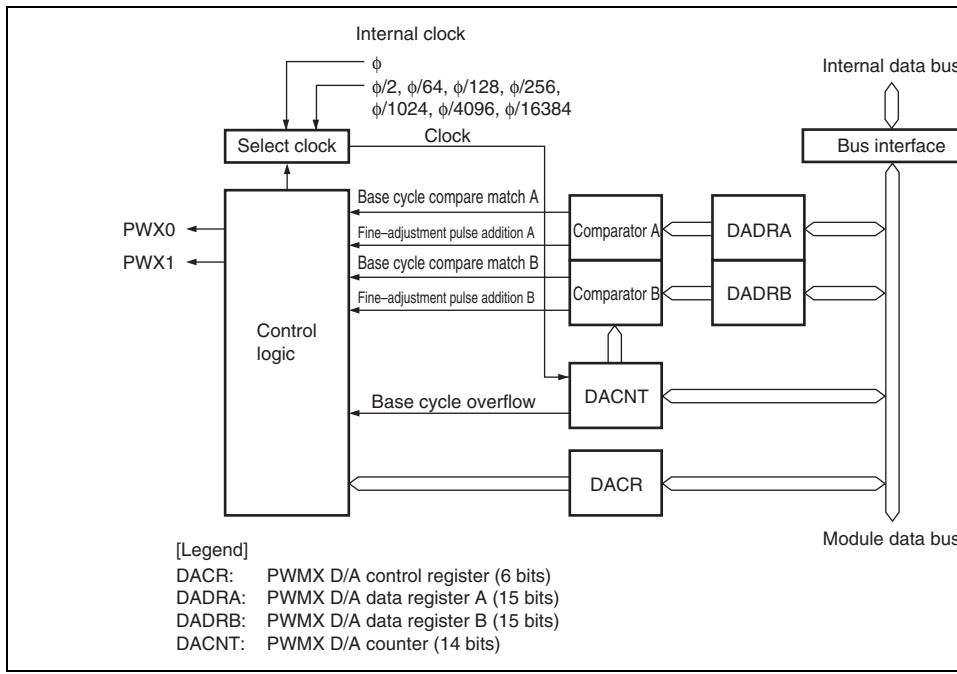 Internal clock
ϕ
ϕ/2, ϕ/64, ϕ/128, ϕ/256,
ϕ/1024, ϕ/4096, ϕ/16384
Internal data bus
Select clock
Clock
Bus interface
Base cycle compare match A
PWX0
Fine–adjustment pulse addition A
Comparator A
DADRA
PWX1
Base cycle compare match B
Fine–adjustment pulse addition B
Comparator B
DADRB
Control
logic
DACNT
Base cycle overflow
DACR
Module data bus
[Legend]
DACR: PWMX D/A control register (6 bits)
DADRA: PWMX D/A data register A (15 bits)
DADRB: PWMX D/A data register B (15 bits)
DACNT: PWMX D/A counter (14 bits)